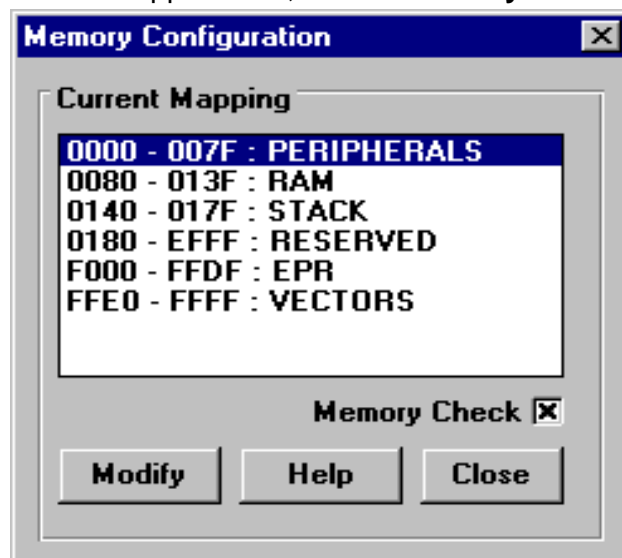 Memory Configuration
Current Mapping
0000 - 007F : PERIPHERALS
0080 - 013F : RAM
0140 - 017F : STACK
0180 - EFFF : RESERVED
F000 - FFDF : EPR
FFE0 - FFFF : VECTORS
Memory Check
Modify Help Close